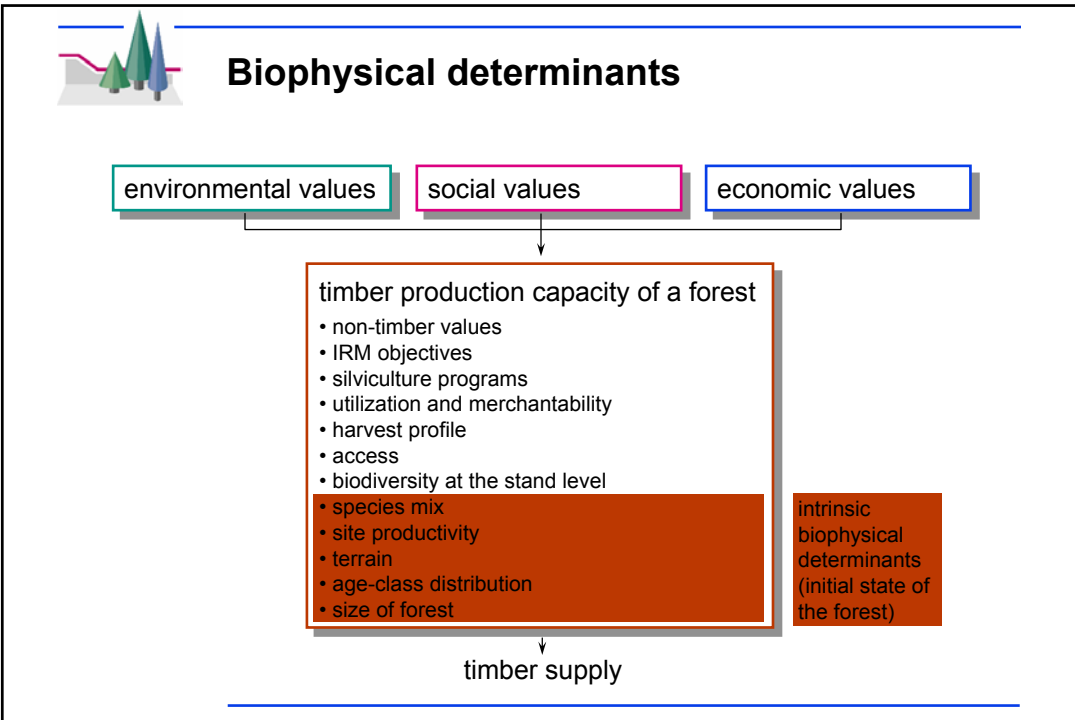 Biophysical determinants
environmental values
social values
economic values
timber production capacity of a forest
• non-timber values
• IRM objectives
• silviculture programs
• utilization and merchantability
• harvest profile
• access
• biodiversity at the stand level
• species mix
• site productivity
• terrain
• age-class distribution
• size of forest
intrinsic
biophysical
determinants
(initial state of
the forest)
timber supply